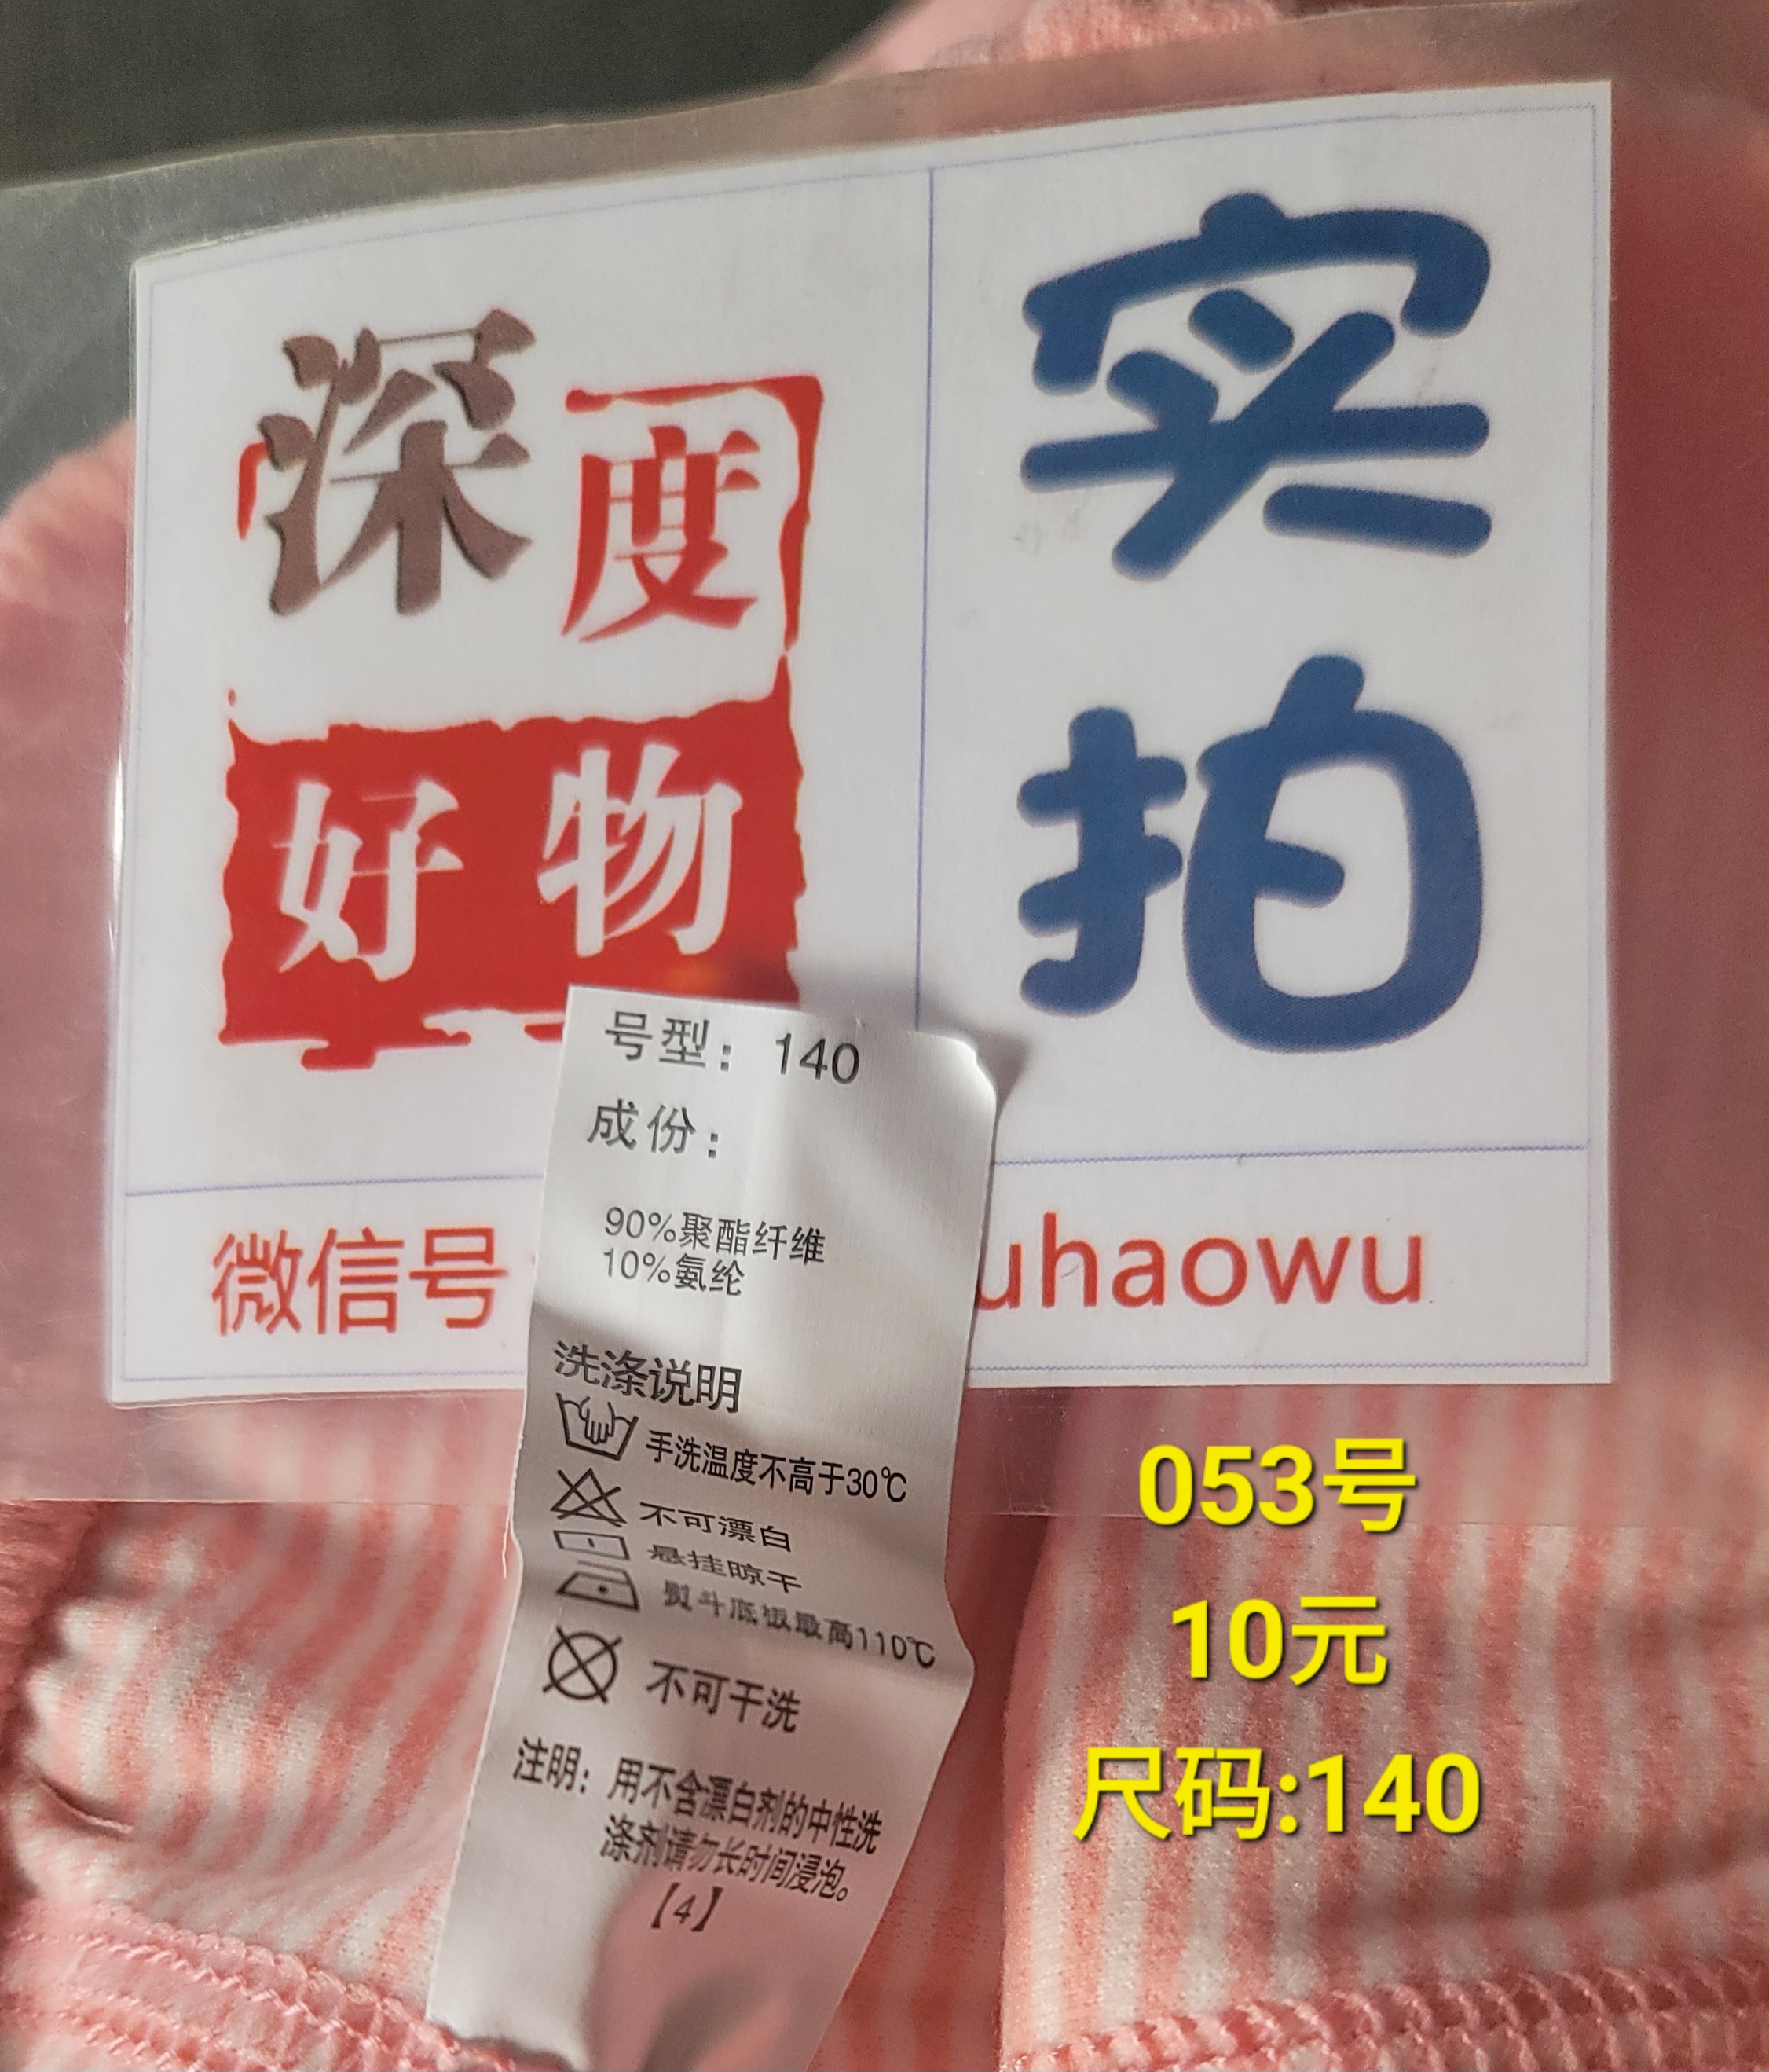 深度
好物
实
拍
微信号
uhaowu
号型：140
成份：
90%聚酯纤维
10%氨纶
洗涤说明
手洗温度不高于30℃
不可漂白
悬挂晾干
熨斗底板最高110℃
不可干洗
注明：用不含漂白剂的中性洗
涤剂请勿长时间浸泡。
【4】
053号
10元
尺码:140